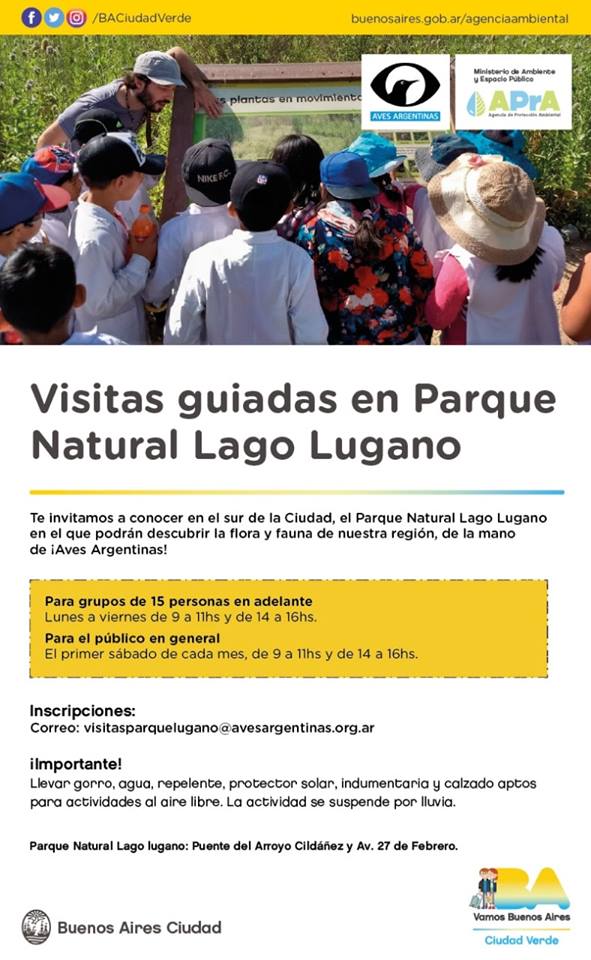 /BACiudadVerde
buenosaires.gob.ar/agenciaambiental
s plantas en movimiento
AVES ARGENTINAS
Ministerio de Ambiente
y Espacio Público
APrA
Agencia de Protección Ambiental
NIKE F.C.
Visitas guiadas en Parque
Natural Lago Lugano
Te invitamos a conocer en el sur de la Ciudad, el Parque Natural Lago Lugano
en el que podrán descubrir la flora y fauna de nuestra región, de la mano
de ¡Aves Argentinas!
Para grupos de 15 personas en adelante
Lunes a viernes de 9 a 11hs y de 14 a 16hs.
Para el público en general
El primer sábado de cada mes, de 9 a 11hs y de 14 a 16hs.
Inscripciones:
Correo: visitasparquelugano@avesargentinas.org.ar
¡Importante!
Llevar gorro, agua, repelente, protector solar, indumentaria y calzado aptos
para actividades al aire libre. La actividad se suspende por lluvia.
Parque Natural Lago lugano: Puente del Arroyo Cildáñez y Av. 27 de Febrero.
BA
Vamos Buenos Aires
Ciudad Verde
Buenos Aires Ciudad